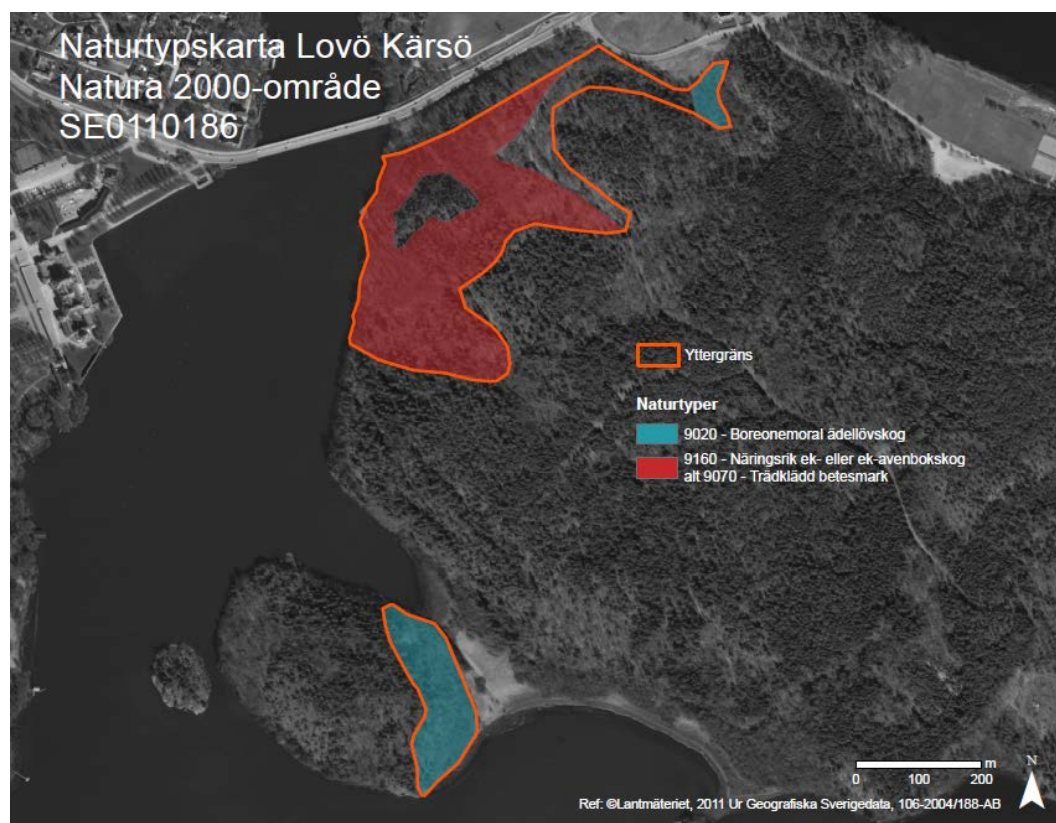 Naturtypskarta Lovö Kärsö
Natura 2000-område
SE0110186
Yttergräns
Naturtyper
9020 - Boreonemoral ädellövskog
9160 - Näringsrik ek- eller ek-avenbokskog
alt 9070 - Trädklädd betesmark
m
0 100 200
N
Ref: ©Lantmäteriet, 2011 Ur Geografiska Sverigedata, 106-2004/188-AB